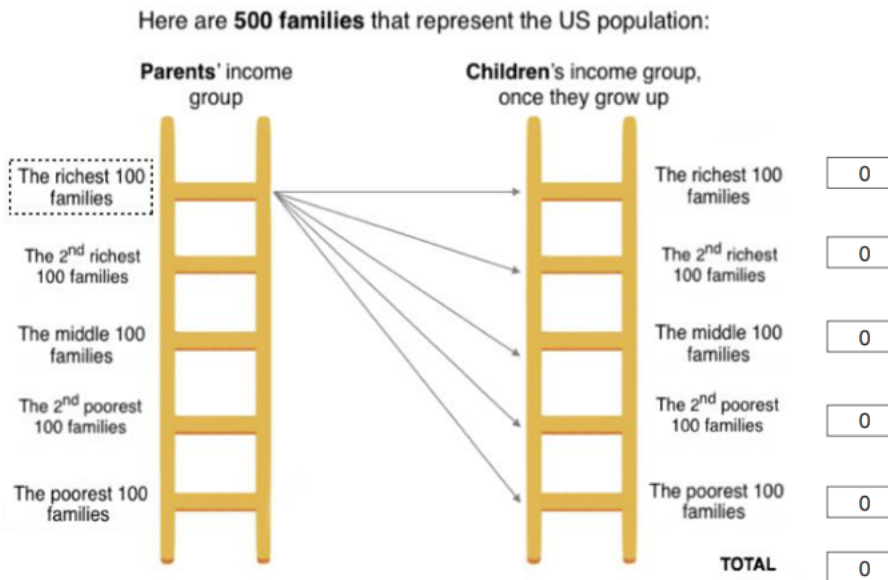 Here are 500 families that represent the US population:
Parents' income
group
Children's income group,
once they grow up
The richest 100
families
The 2nd richest
100 families
The middle 100
families
The 2nd poorest
100 families
The poorest 100
families
The richest 100
families
0
The 2nd richest
100 families
0
The middle 100
families
0
The 2nd poorest
100 families
0
The poorest 100
families
0
TOTAL
0